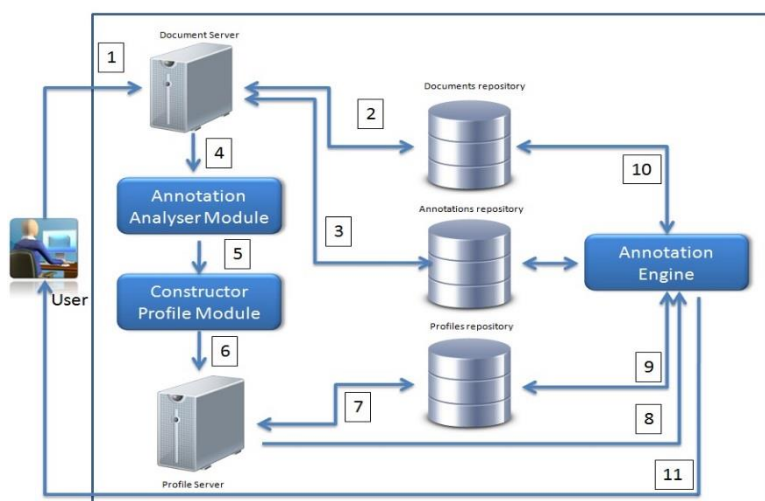 Document Server
1
Documents repository
2
4
10
Annotation
Analyser Module
Annotations repository
3
5
Annotation
Engine
User
Constructor
Profile Module
Profiles repository
6
9
7
8
11
Profile Server